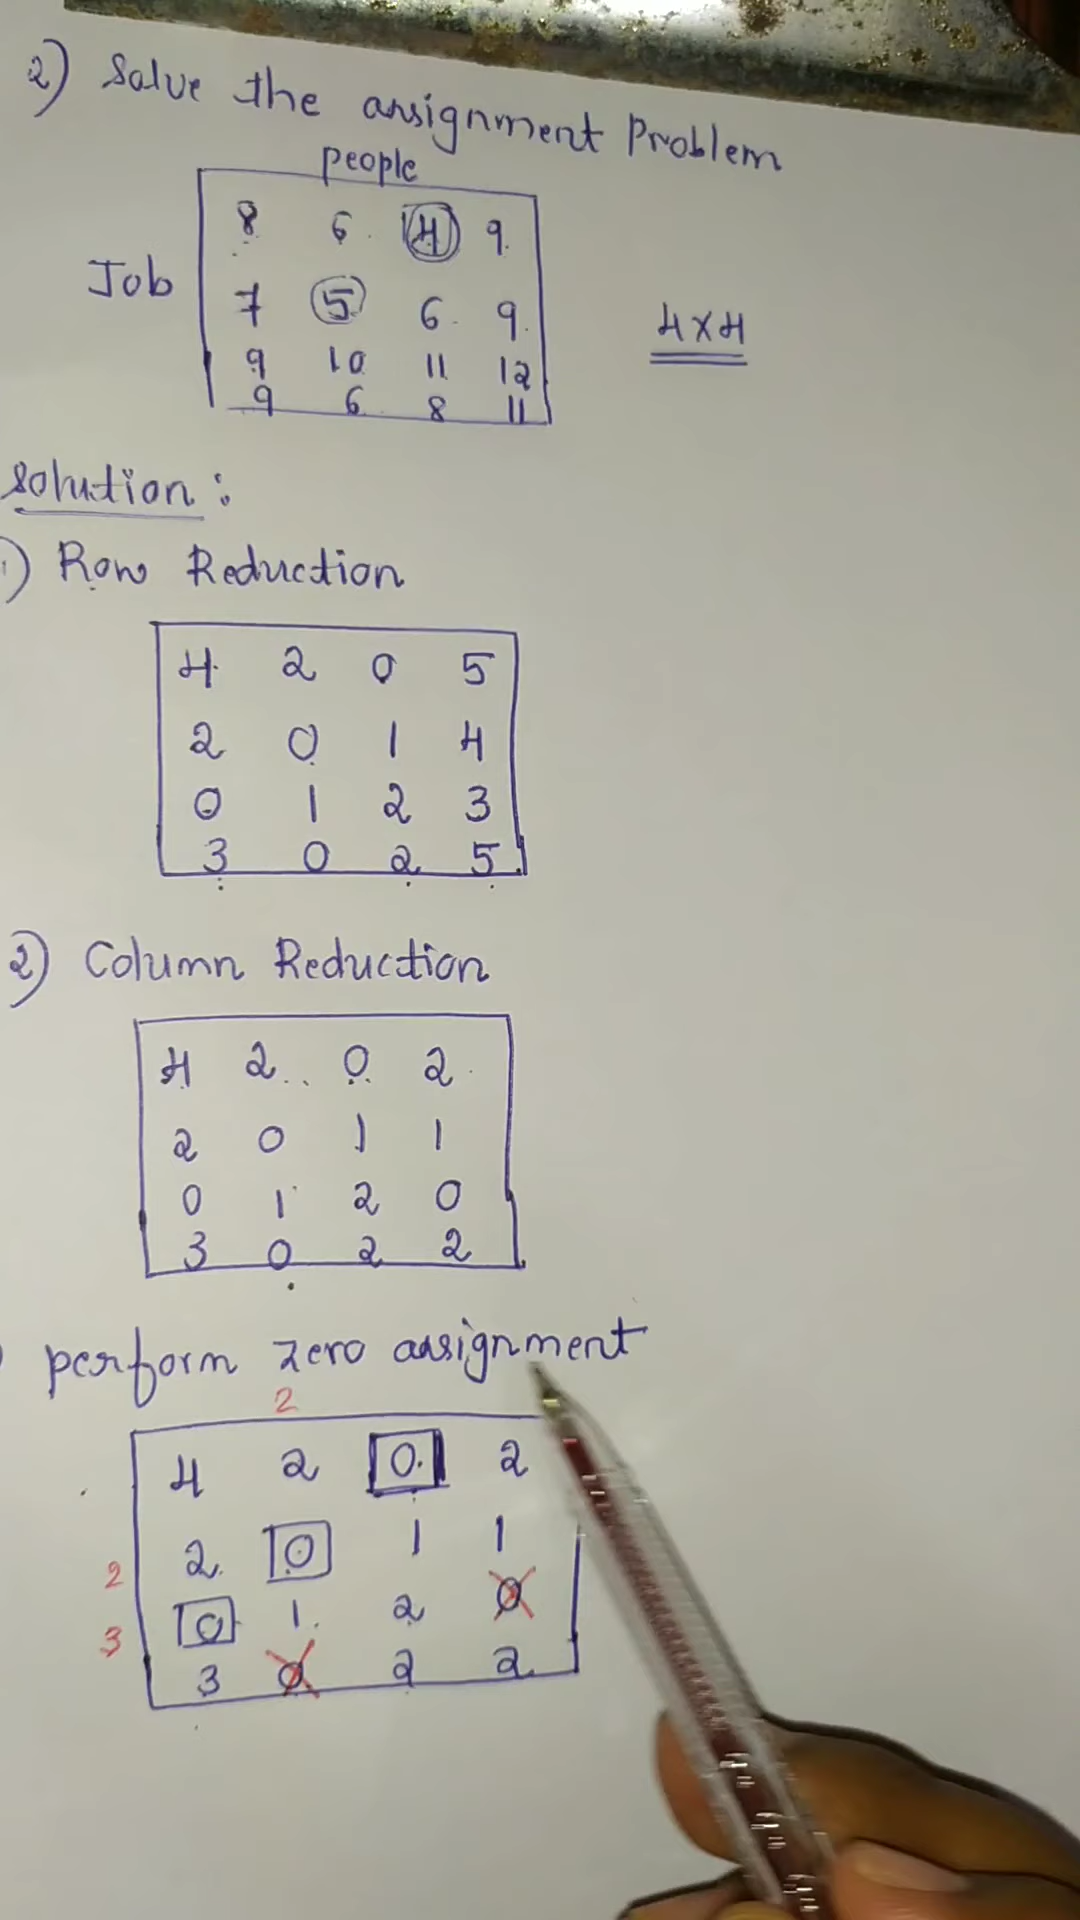 2) Solve the assignment Problem
people
8 6 4 9
Job
7 5 6 9
4x4
9 10 11 12
9 6 8 11
Solution:
1) Row Reduction
4 2 0 5
2 0 1 4
0 1 2 3
3 0 2 5
2) Column Reduction
4 2 0 2
2 0 1 1
0 1 2 0
3 0 2 2
perform zero assignment
2
4 2 0 2
2 0 1 1
2
0 1 2 0
3
3 0 2 2